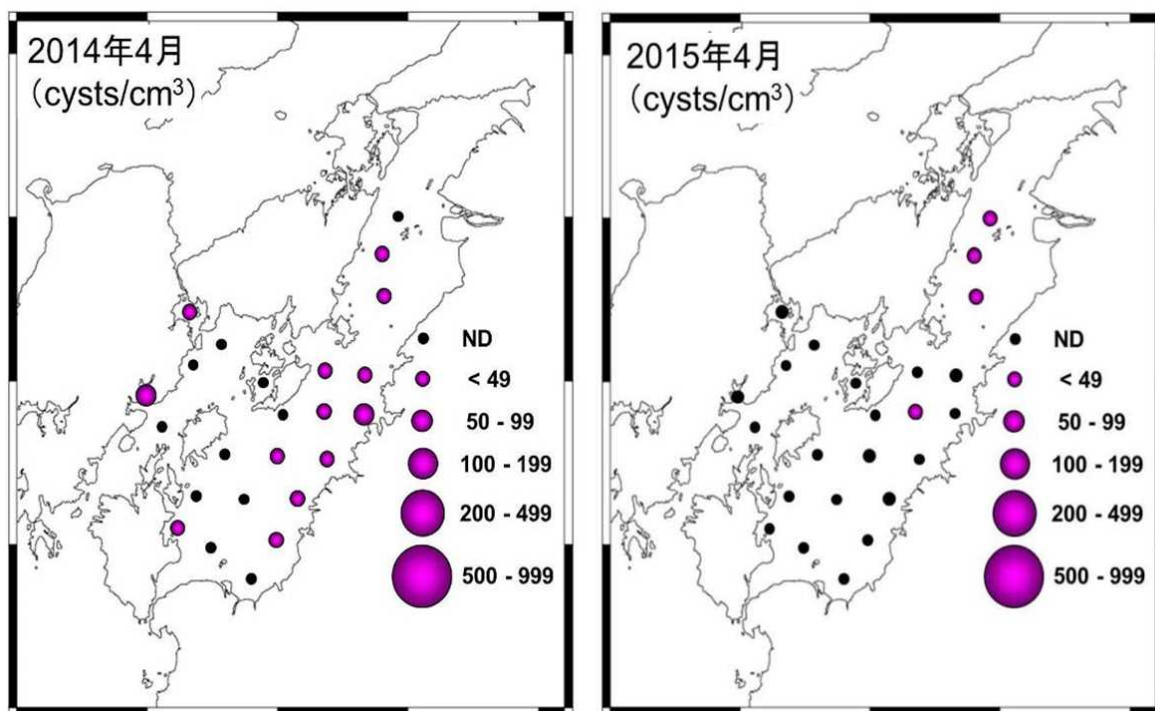 2014年4月
（cysts/cm³）
ND
< 49
50 - 99
100 - 199
200 - 499
500 - 999
2015年4月
（cysts/cm³）
ND
< 49
50 - 99
100 - 199
200 - 499
500 - 999